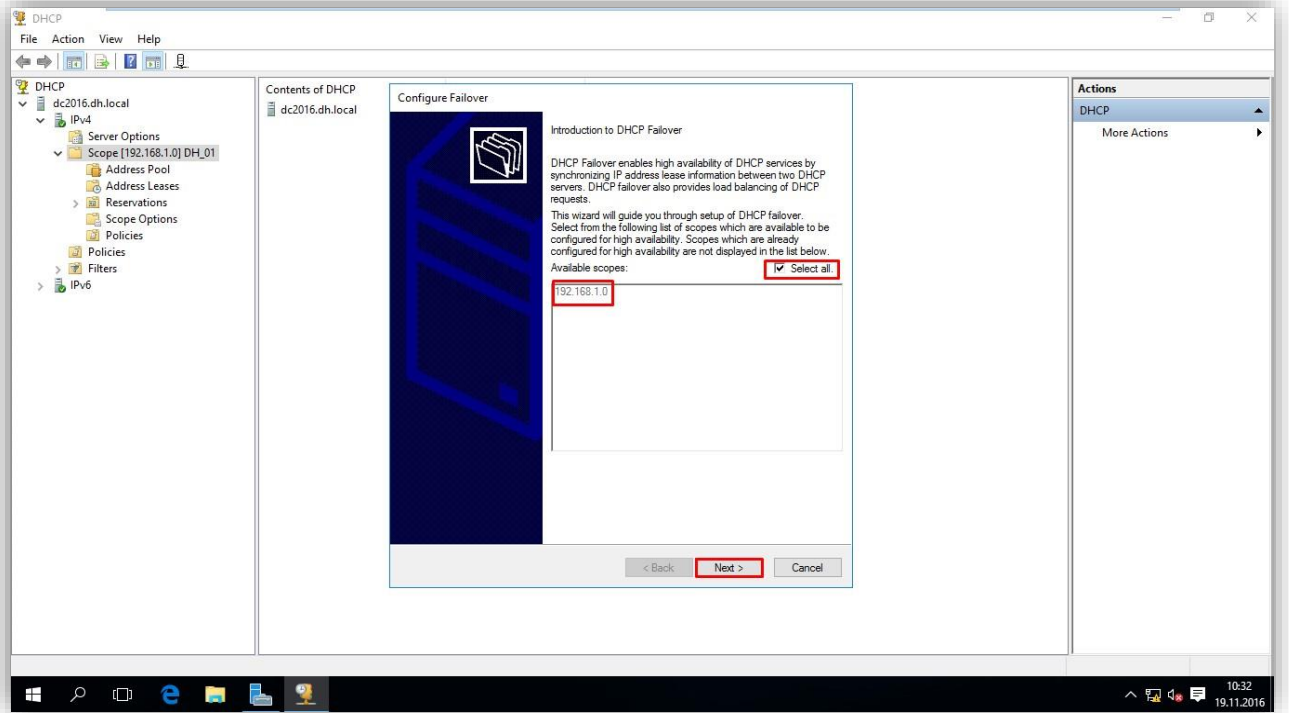 DHCP
File Action View Help
DHCP
dc2016.dh.local
IPv4
Server Options
Scope [192.168.1.0] DH_01
Address Pool
Address Leases
Reservations
Scope Options
Policies
Policies
Filters
IPv6
Contents of DHCP
dc2016.dh.local
Configure Failover
Introduction to DHCP Failover
DHCP Failover enables high availability of DHCP services by
synchronizing IP address lease information between two DHCP
servers. DHCP failover also provides load balancing of DHCP
requests.
This wizard will guide you through setup of DHCP failover.
Select from the following list of scopes which are available to be
configured for high availability. Scopes which are already
configured for high availability are not displayed in the list below.
Available scopes:
Select all.
192.168.1.0
< Back Next > Cancel
Actions
DHCP
More Actions
10:32
19.11.2016